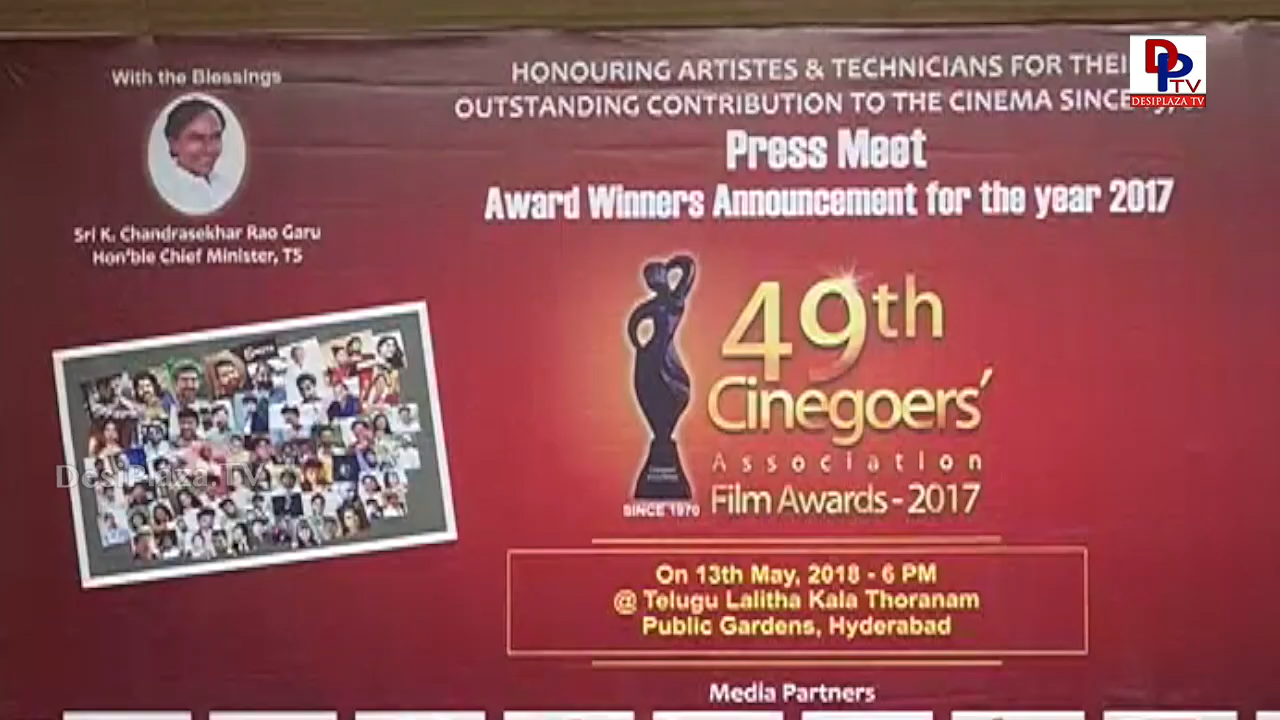 With the Blessings
Sri K. Chandrasekhar Rao Garu
Hon'ble Chief Minister, TS
HONOURING ARTISTES & TECHNICIANS FOR THEI
OUTSTANDING CONTRIBUTION TO THE CINEMA SINCE
Press Meet
Award Winners Announcement for the year 2017
DP TV
DESIPLAZA TV
49th
Cinegoers'
Association
Film Awards - 2017
SINCE 1970
DesiPlaza.TV
On 13th May, 2018 - 6 PM
@ Telugu Lalitha Kala Thoranam
Public Gardens, Hyderabad
Media Partners